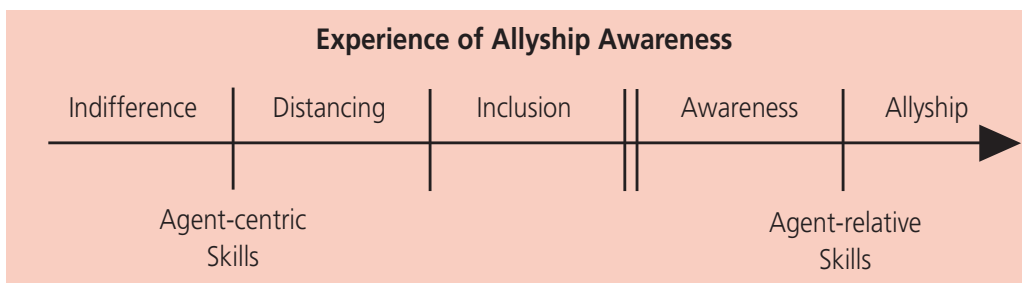 Experience of Allyship Awareness
Indifference Distancing Inclusion Awareness Allyship
Agent-centric
Skills
Agent-relative
Skills